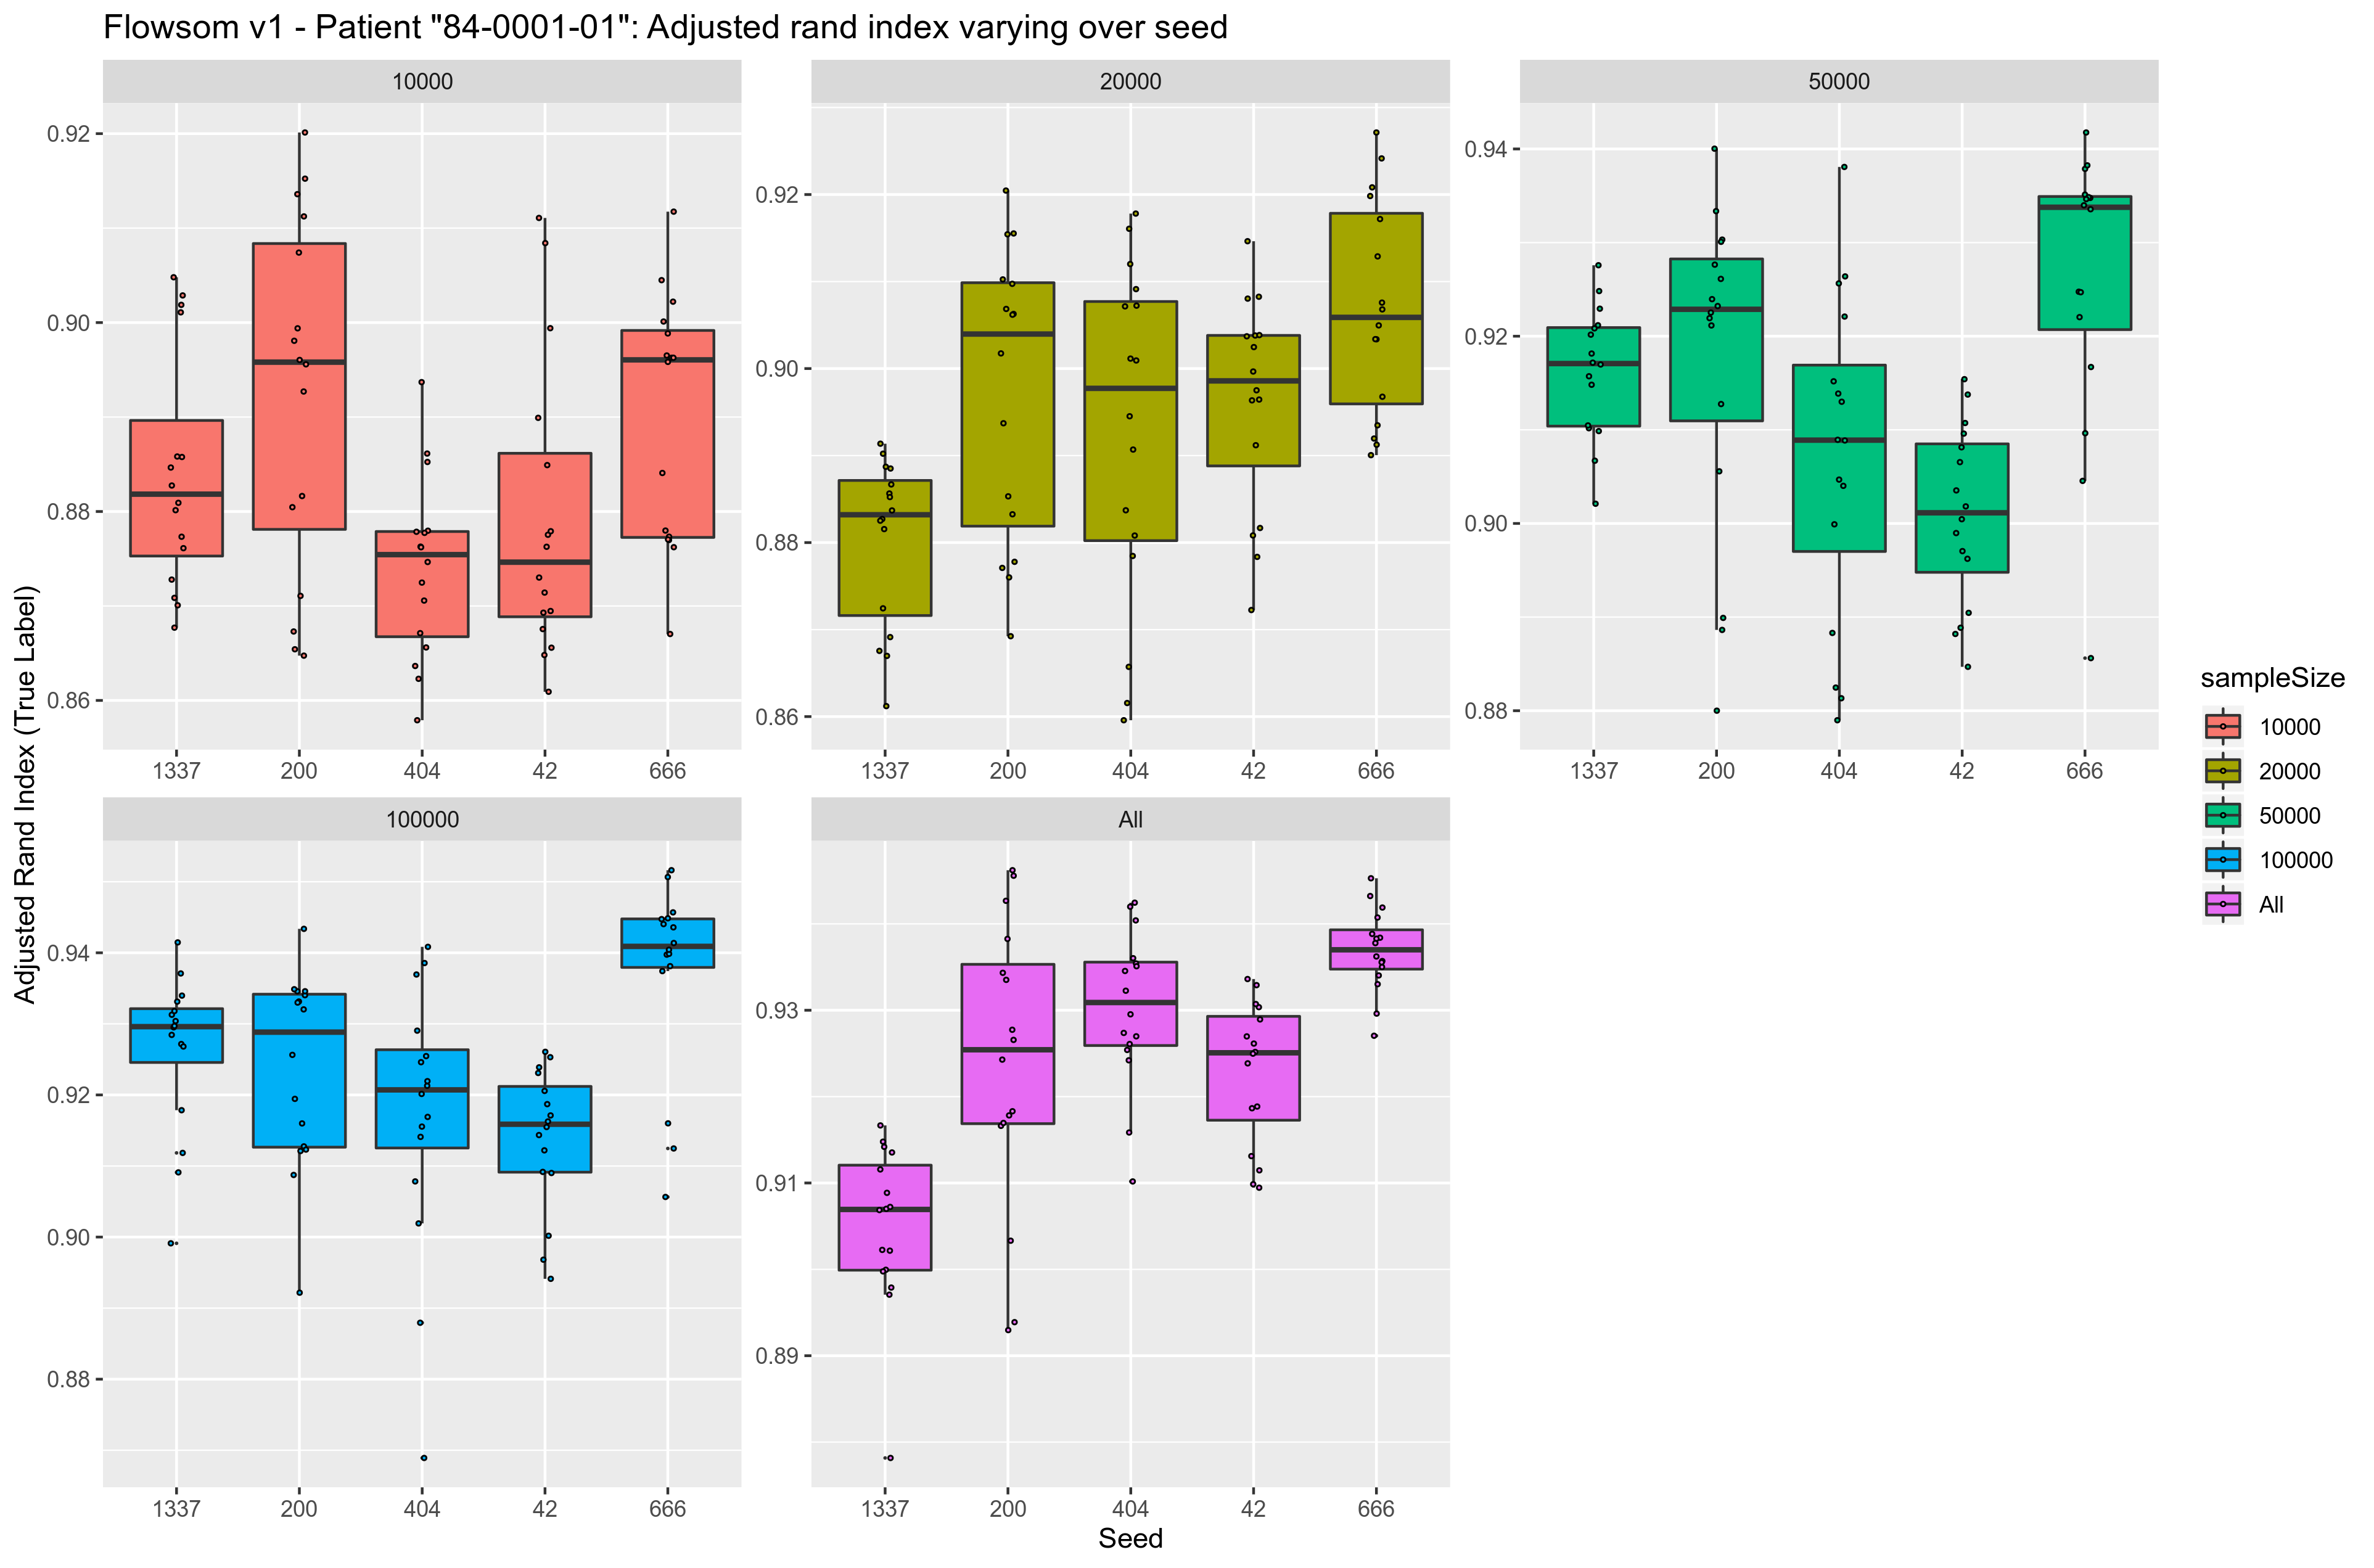 Flowsom v1 - Patient "84-0001-01": Adjusted rand index varying over seed
10000
20000
50000
0.92
0.90
0.88
0.86
0.92
0.90
0.88
0.86
0.94
0.92
0.90
0.88
1337 200 404 42 666
1337 200 404 42 666
1337 200 404 42 666
100000
All
0.94
0.92
0.90
0.88
0.93
0.91
0.89
1337 200 404 42 666
1337 200 404 42 666
Adjusted Rand Index (True Label)
Seed
sampleSize
10000
20000
50000
100000
All